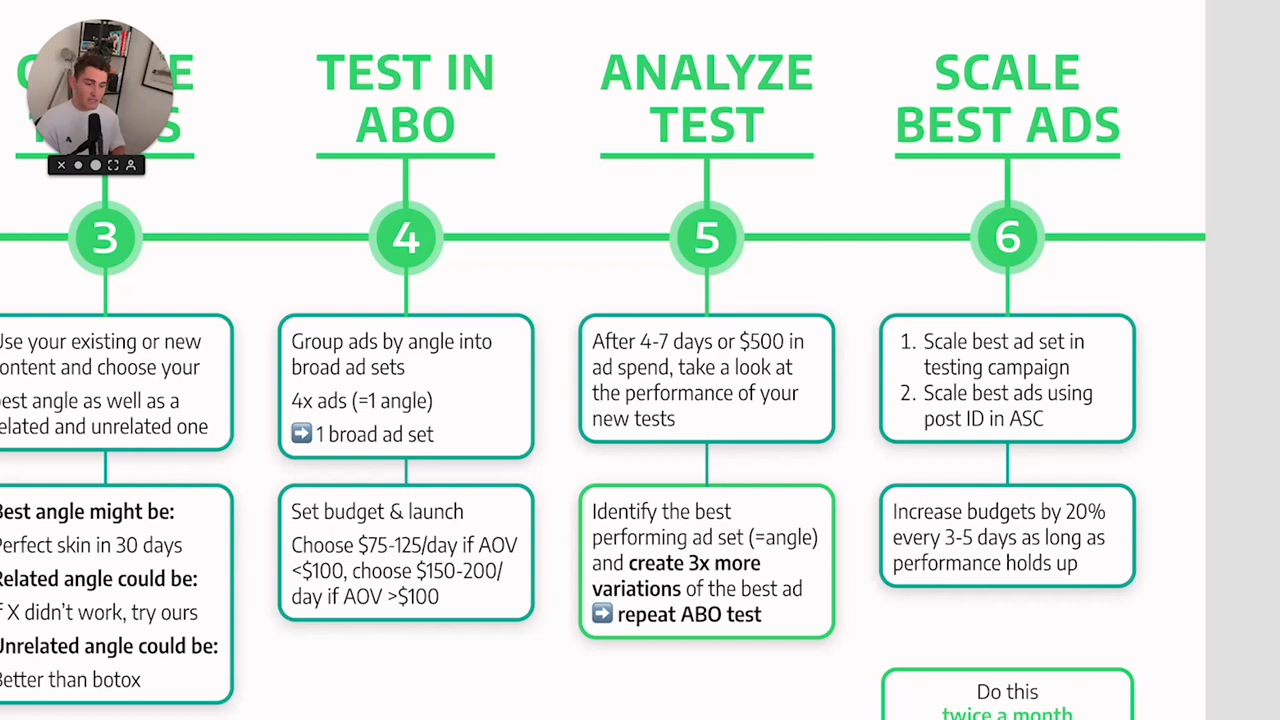 TEST IN
ABO
ANALYZE
TEST
SCALE
BEST ADS
3
4
5
6
Use your existing or new
content and choose your
best angle as well as a
related and unrelated one
Best angle might be:
Perfect skin in 30 days
Related angle could be:
If X didn’t work, try ours
Unrelated angle could be:
Better than botox
Group ads by angle into
broad ad sets
4x ads (=1 angle)
➡ 1 broad ad set
Set budget & launch
Choose $75-125/day if AOV
<$100, choose $150-200/
day if AOV >$100
After 4-7 days or $500 in
ad spend, take a look at
the performance of your
new tests
Identify the best
performing ad set (=angle)
and create 3x more
variations of the best ad
➡ repeat ABO test
1. Scale best ad set in
testing campaign
2. Scale best ads using
post ID in ASC
Increase budgets by 20%
every 3-5 days as long as
performance holds up
Do this
twice a month